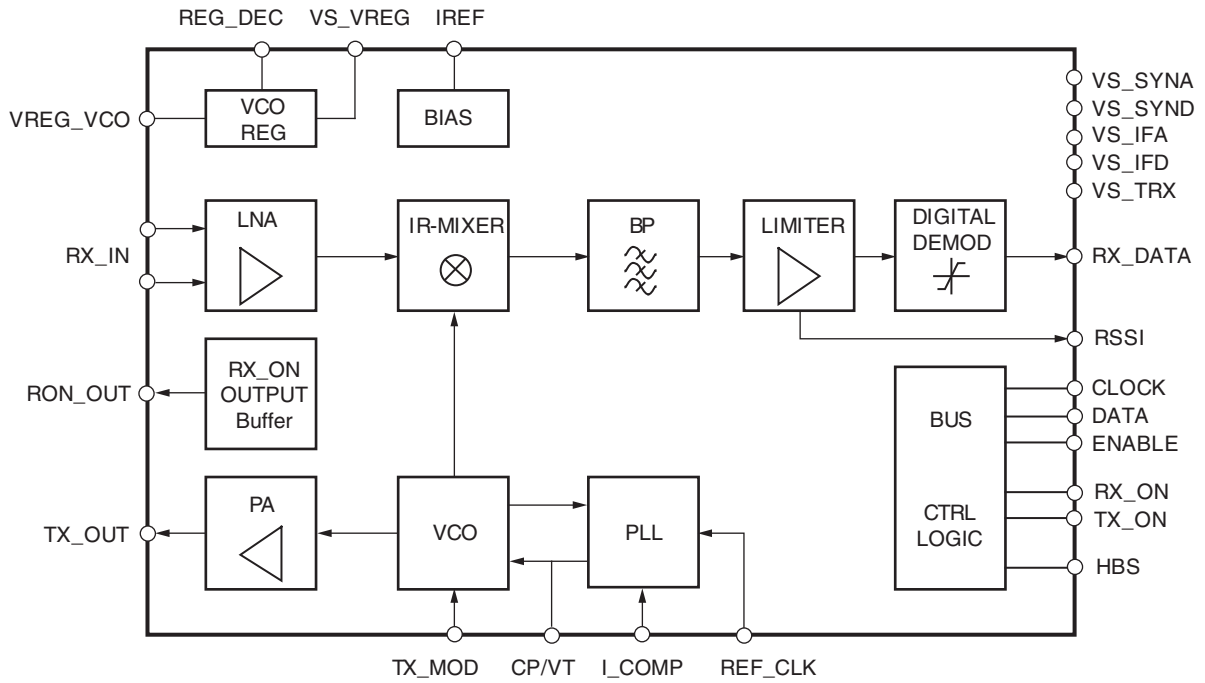 REG_DEC VS_VREG IREF
VREG_VCO
VCO
REG
BIAS
VS_SYNA
VS_SYND
VS_IFA
VS_IFD
VS_TRX
RX_IN
LNA
IR-MIXER
BP
LIMITER
DIGITAL
DEMOD
RX_DATA
RSSI
RON_OUT
RX_ON
OUTPUT
Buffer
BUS
CTRL
LOGIC
CLOCK
DATA
ENABLE
RX_ON
TX_ON
HBS
TX_OUT
PA
VCO
PLL
TX_MOD CP/VT I_COMP REF_CLK